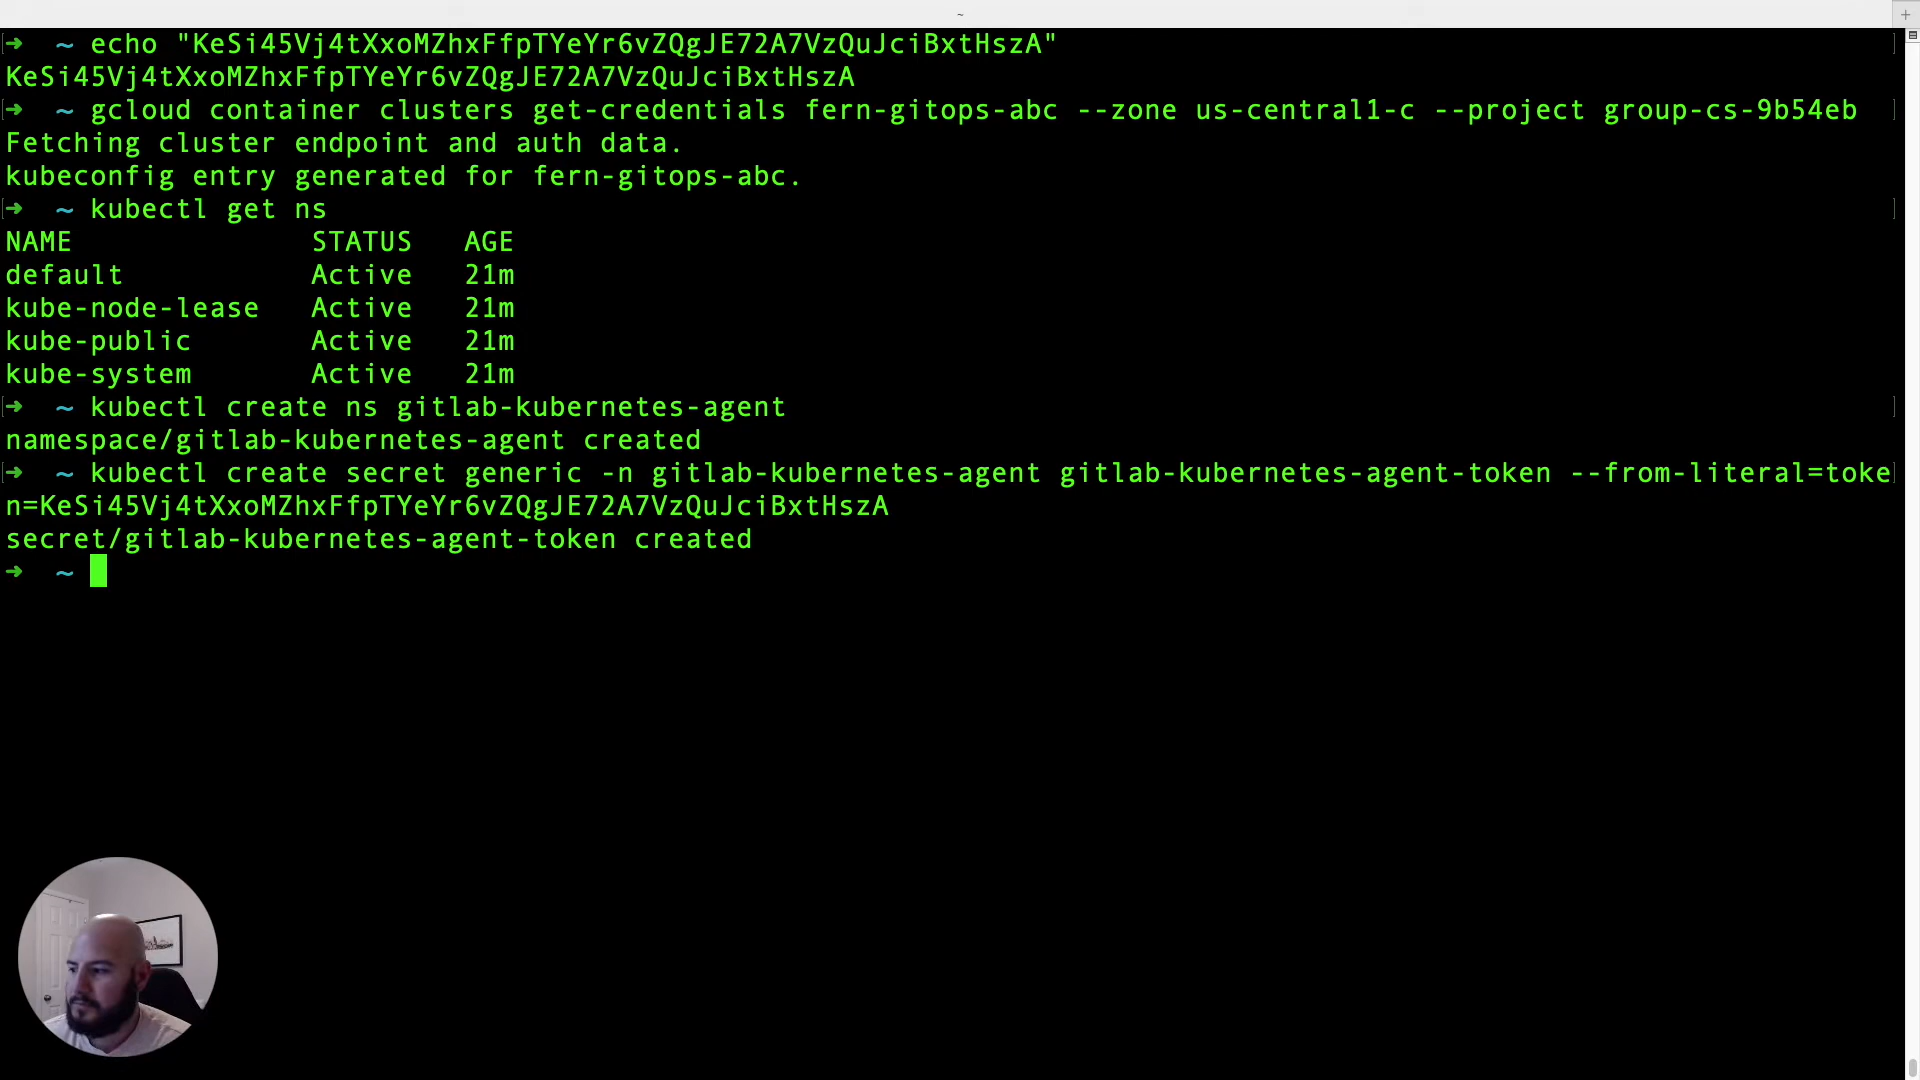 ~
+
➜ ~ echo "KeSi45Vj4tXxoMZhxFfpTYeYr6vZQgJE72A7VzQuJciBxtHszA"
KeSi45Vj4tXxoMZhxFfpTYeYr6vZQgJE72A7VzQuJciBxtHszA
➜ ~ gcloud container clusters get-credentials fern-gitops-abc --zone us-central1-c --project group-cs-9b54eb
Fetching cluster endpoint and auth data.
kubeconfig entry generated for fern-gitops-abc.
➜ ~ kubectl get ns
NAME STATUS AGE
default Active 21m
kube-node-lease Active 21m
kube-public Active 21m
kube-system Active 21m
➜ ~ kubectl create ns gitlab-kubernetes-agent
namespace/gitlab-kubernetes-agent created
➜ ~ kubectl create secret generic -n gitlab-kubernetes-agent gitlab-kubernetes-agent-token --from-literal=toke
n=KeSi45Vj4tXxoMZhxFfpTYeYr6vZQgJE72A7VzQuJciBxtHszA
secret/gitlab-kubernetes-agent-token created
➜ ~